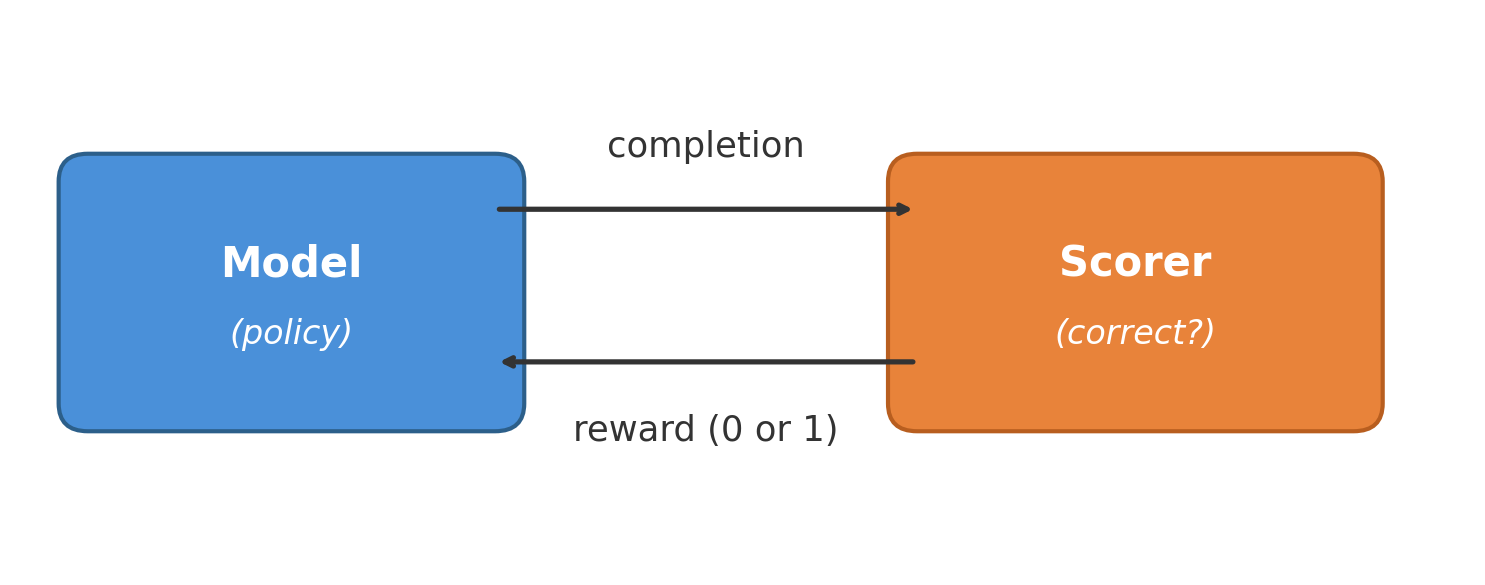 completion
Model
(policy)
Scorer
(correct?)
reward (0 or 1)